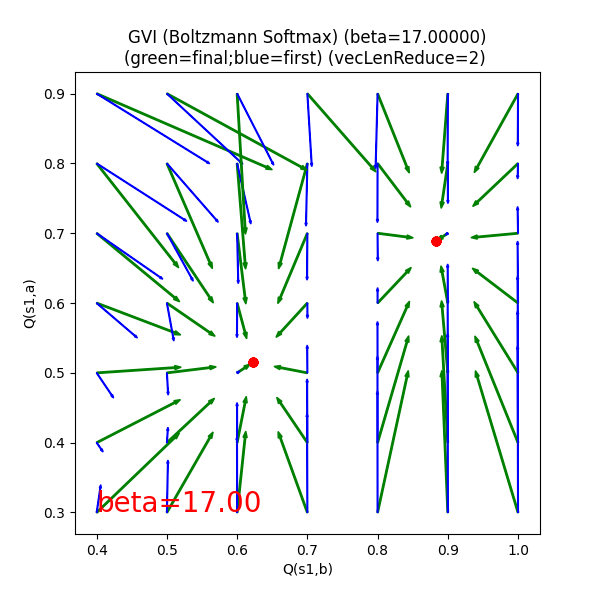 GVI (Boltzmann Softmax) (beta=17.00000)
(green=final;blue=first) (vecLenReduce=2)
Q(s1,a)
0.9
0.8
0.7
0.6
0.5
0.4
0.3
beta=17.00
0.4 0.5 0.6 0.7 0.8 0.9 1.0
Q(s1,b)